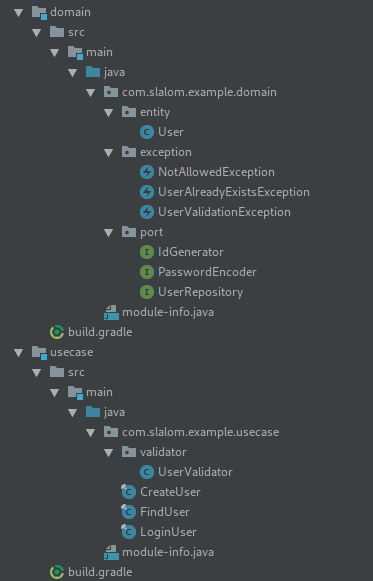 domain
src
main
java
com.slalom.example.domain
entity
User
exception
NotAllowedException
UserAlreadyExistsException
UserValidationException
port
IdGenerator
PasswordEncoder
UserRepository
module-info.java
build.gradle
usecase
src
main
java
com.slalom.example.usecase
validator
UserValidator
CreateUser
FindUser
LoginUser
module-info.java
build.gradle